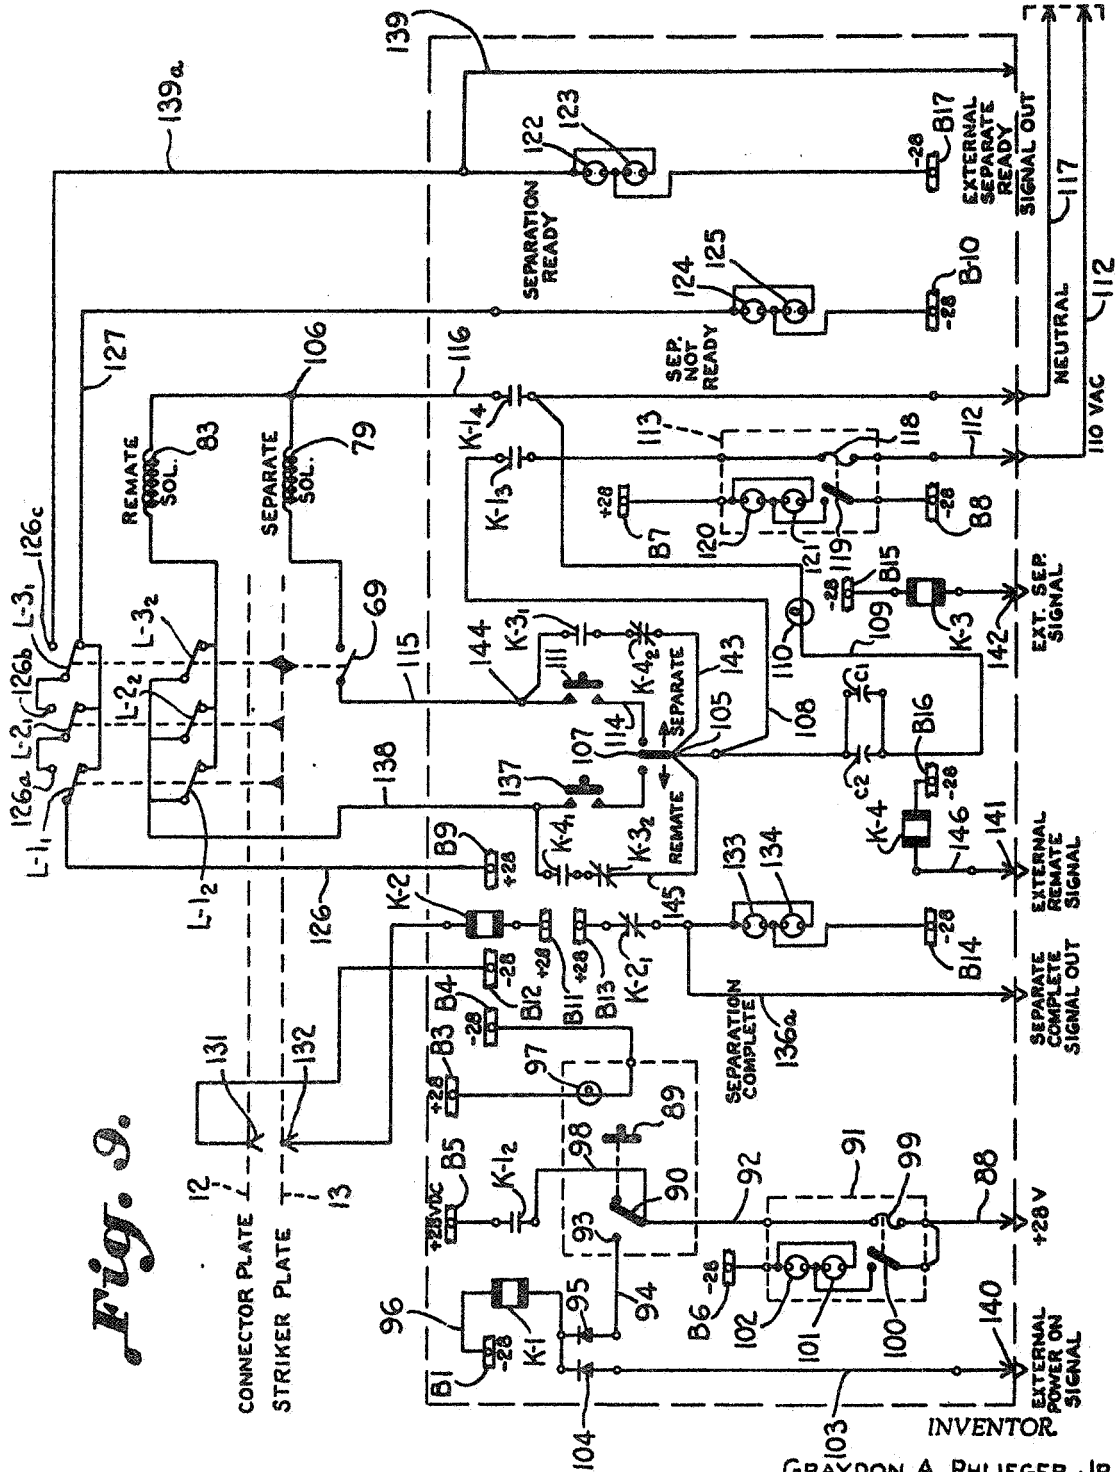 Fig. 9.
CONNECTOR PLATE
STRIKER PLATE
12
13
131
132
126
L-1₁
126a
L-2₁
126b
L-3₁
126c
L-1₂
L-2₂
L-3₂
127
139a
139
REMATE
SOL.
83
SEPARATE
SOL.
79
106
69
115
116
138
144
96
B1
-28
K-1
104
95
94
93
+28VDC
B5
K-1₂
98
90
89
97
+28
B3
B4
-28
B12
-28
K-2
B11
+28
B13
+28
K-2₁
B9
+28
K-4₁
K-3₂
145
137
107
REMATE
SEPARATE
105
114
111
K-3₁
K-4₂
143
108
K-1₃
K-1₄
110
109
C1
C2
B6
-28
102
101
100
99
91
92
88
+28V
103
140
EXTERNAL
POWER ON
SIGNAL
SEPARATION
COMPLETE
136a
133
134
B14
-28
SEPARATE
COMPLETE
SIGNAL OUT
K-4
B16
-28
146
141
EXTERNAL
REMATE
SIGNAL
B15
-28
K-3
142
EXT. SEP.
SIGNAL
B7
+28
120
121
119
118
113
B8
-28
112
110 VAC
NEUTRAL
117
112
SEP.
NOT
READY
124
125
B-10
-28
SEPARATION
READY
122
123
B17
-28
EXTERNAL
SEPARATE
READY
SIGNAL OUT
INVENTOR.
GRAYDON A.
JR